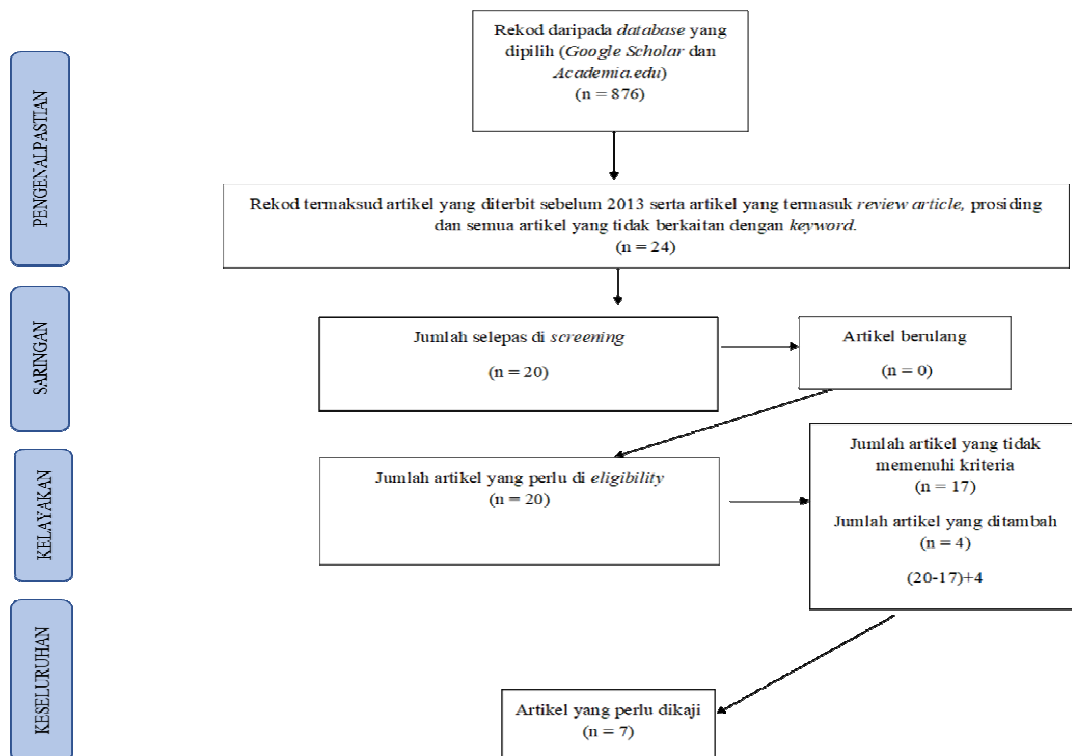 PENGENALPASTIAN
Rekod daripada database yang
dipilih (Google Scholar dan
Academia.edu)
(n = 876)
Rekod termaksud artikel yang diterbit sebelum 2013 serta artikel yang termasuk review article, prosiding
dan semua artikel yang tidak berkaitan dengan keyword.
(n = 24)
SARINGAN
Jumlah selepas di screening
(n = 20)
Artikel berulang
(n = 0)
KELAYAKAN
Jumlah artikel yang perlu di eligibility
(n = 20)
Jumlah artikel yang tidak
memenuhi kriteria
(n = 17)
Jumlah artikel yang ditambah
(n = 4)
(20-17)+4
KESELURUHAN
Artikel yang perlu dikaji
(n = 7)